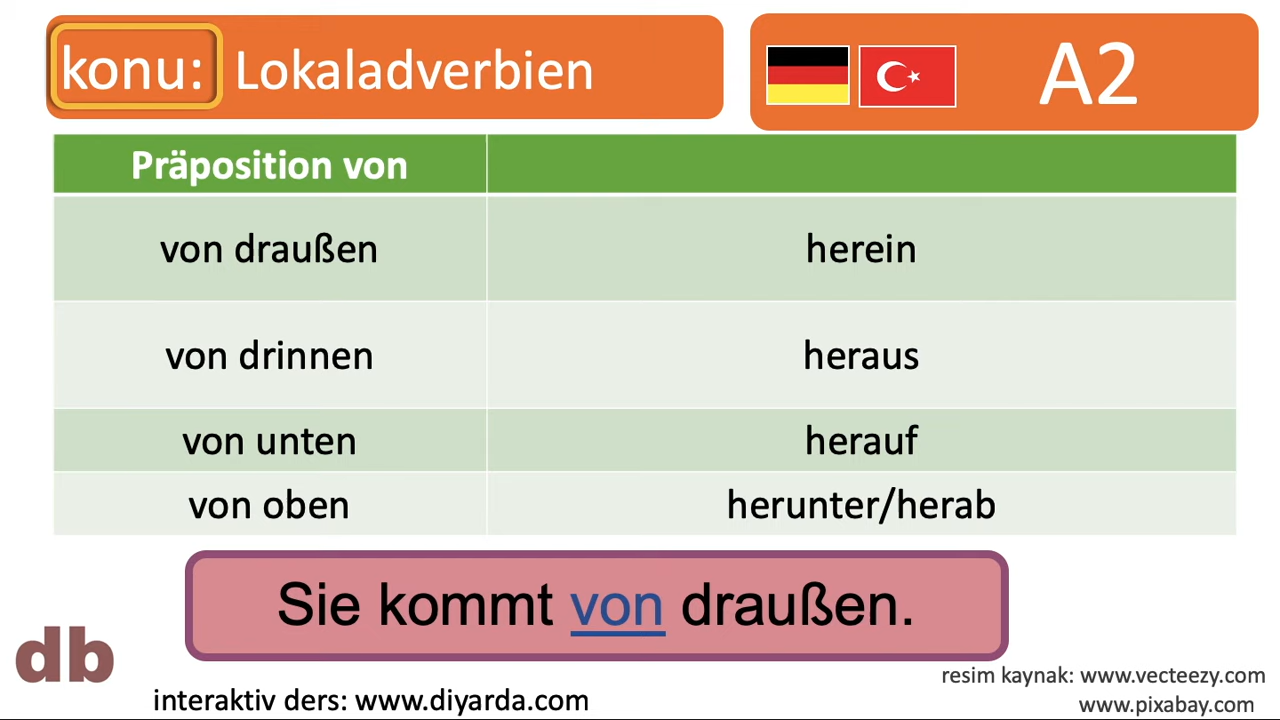 konu: Lokaladverbien
A2
Präposition von
von draußen herein
von drinnen heraus
von unten herauf
von oben herunter/herab
Sie kommt von draußen.
db
resim kaynak: www.vecteezy.com
www.pixabay.com
interaktiv ders: www.diyarda.com